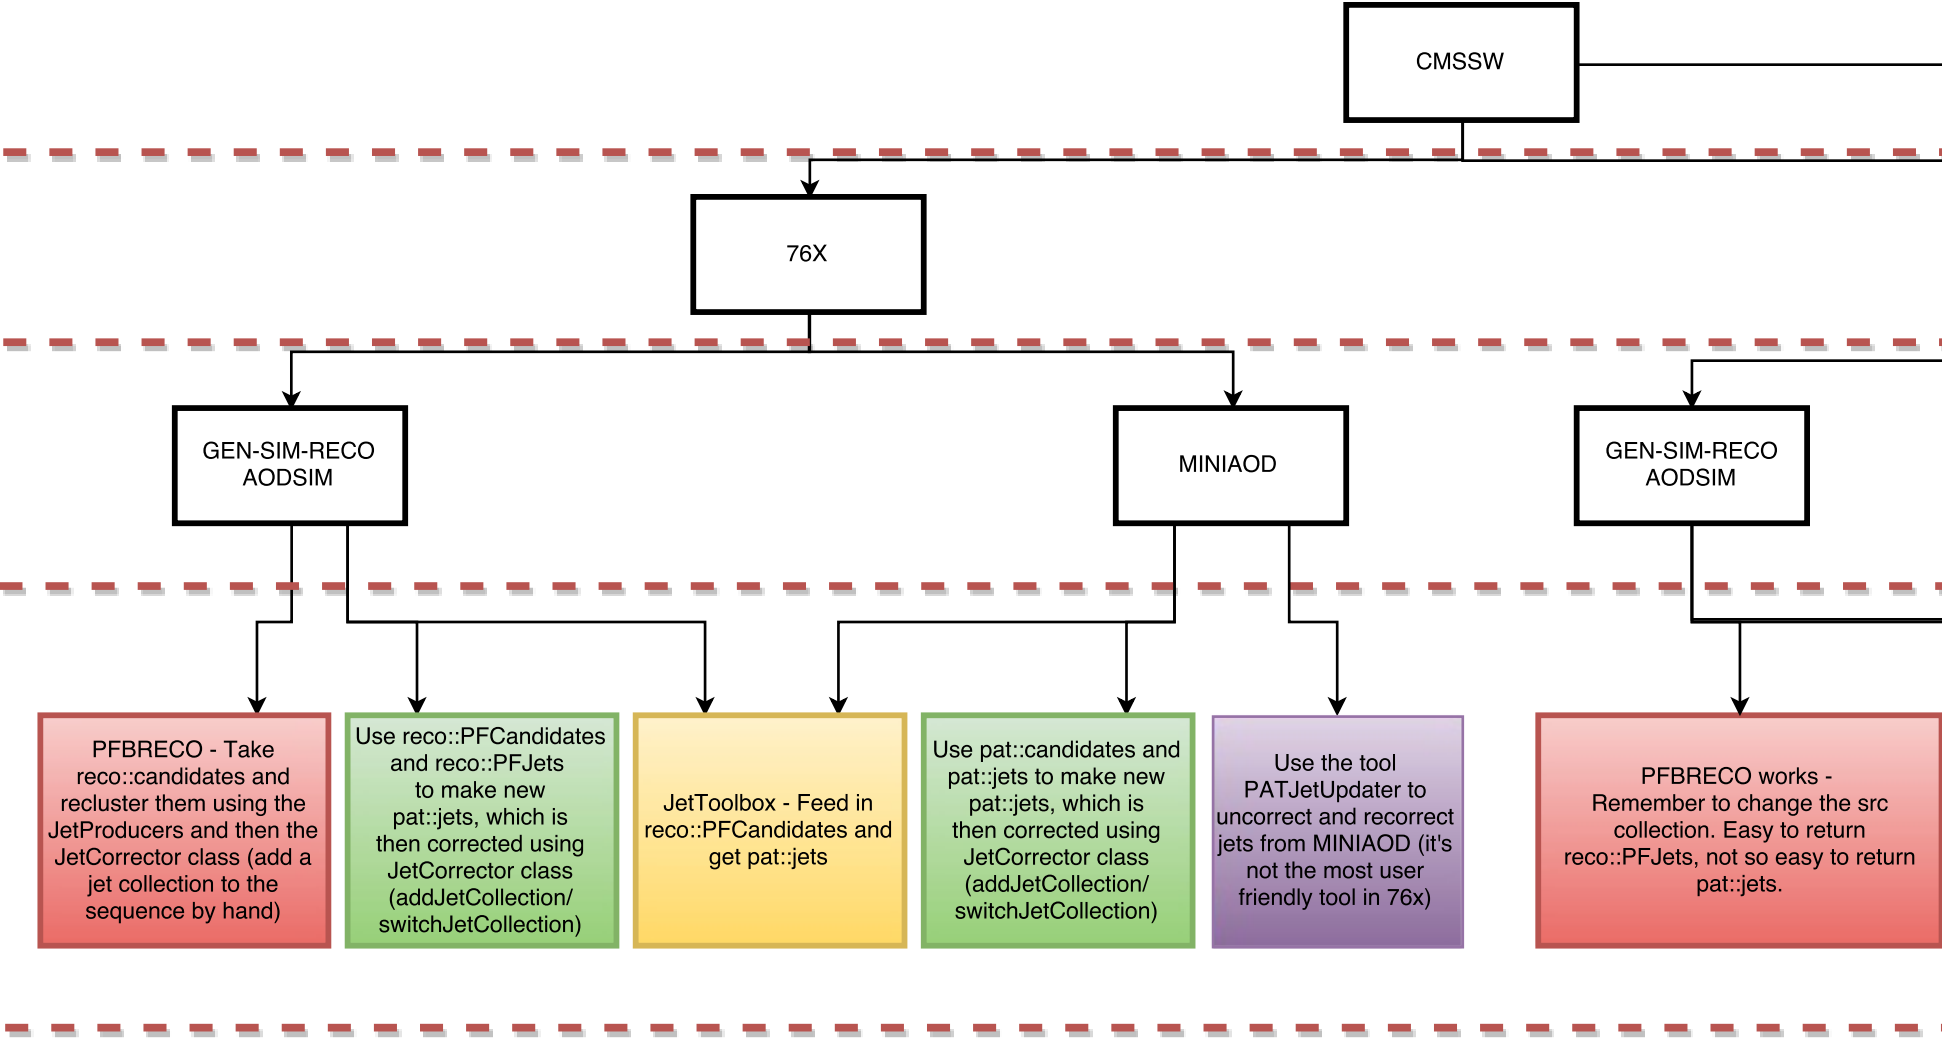 CMSSW
76X
GEN-SIM-RECO
AODSIM
MINIAOD
GEN-SIM-RECO
AODSIM
PFBRECO - Take
reco::candidates and
recluster them using the
JetProducers and then the
JetCorrector class (add a
jet collection to the
sequence by hand)
Use reco::PFCandidates
and reco::PFJets
to make new
pat::jets, which is
then corrected using
JetCorrector class
(addJetCollection/
switchJetCollection)
JetToolbox - Feed in
reco::PFCandidates and
get pat::jets
Use pat::candidates and
pat::jets to make new
pat::jets, which is
then corrected using
JetCorrector class
(addJetCollection/
switchJetCollection)
Use the tool
PATJetUpdater to
uncorrect and recorrect
jets from MINIAOD (it's
not the most user
friendly tool in 76x)
PFBRECO works -
Remember to change the src
collection. Easy to return
reco::PFJets, not so easy to return
pat::jets.